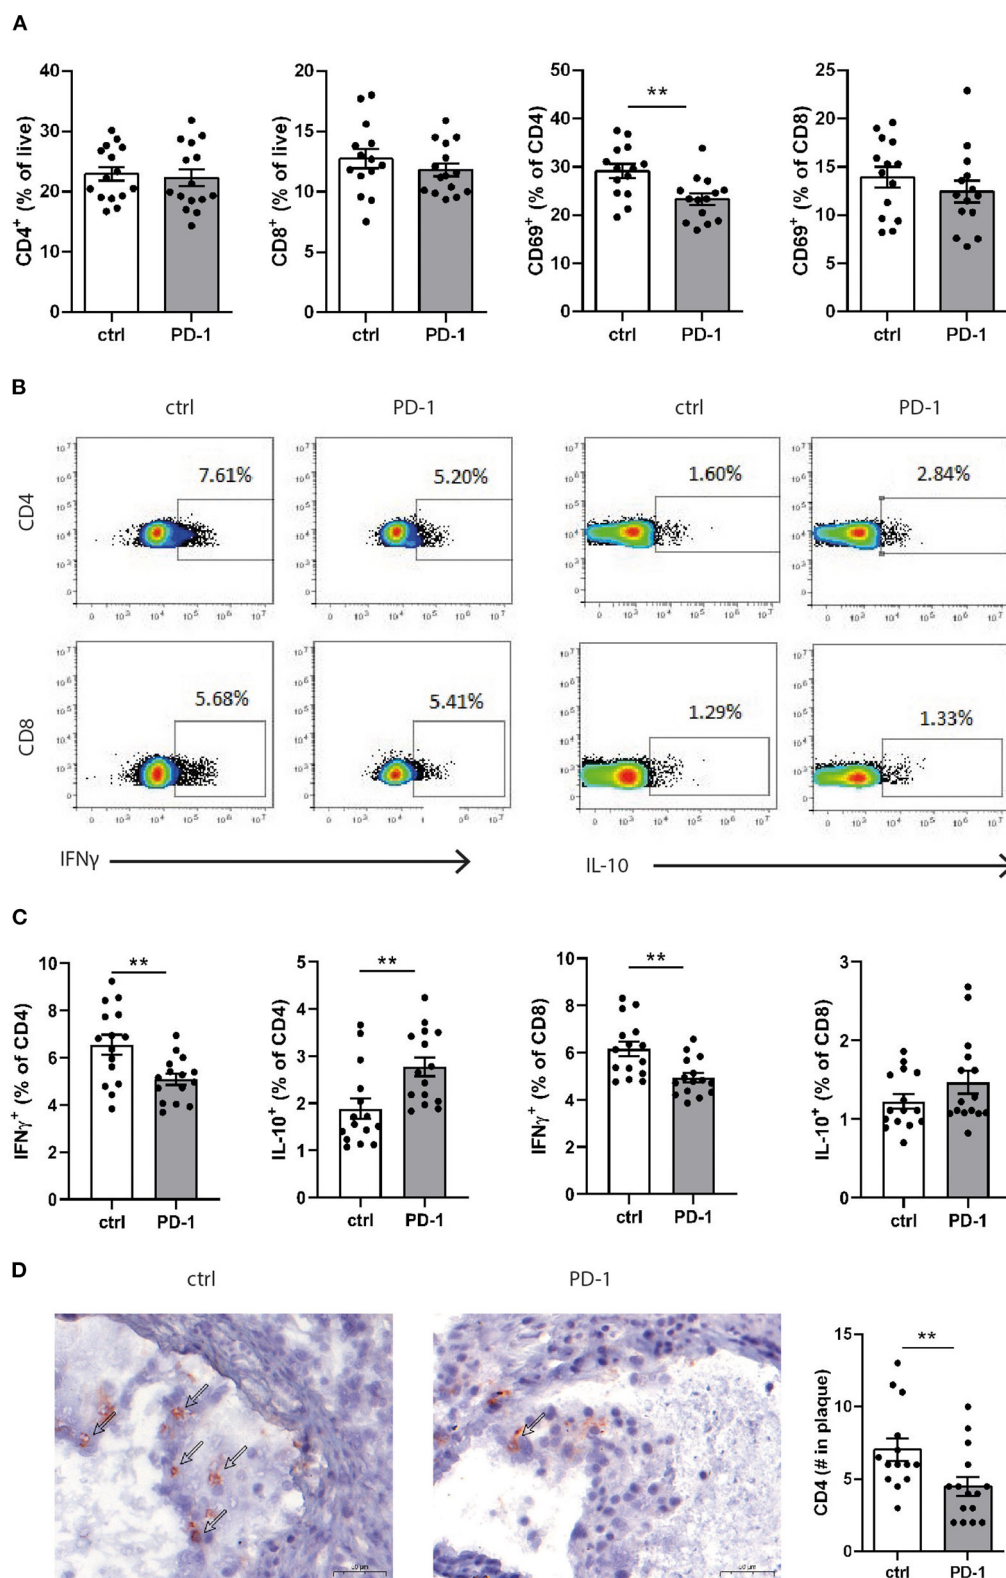 A
CD4+ (% of live)
40
30
20
10
0
ctrl PD-1
CD8+ (% of live)
20
15
10
5
0
ctrl PD-1
CD69+ (% of CD4)
50
40
30
20
10
0
**
ctrl PD-1
CD69+ (% of CD8)
25
20
15
10
5
0
ctrl PD-1
B
ctrl PD-1 ctrl PD-1
CD4
7.61% 5.20% 1.60% 2.84%
CD8
5.68% 5.41% 1.29% 1.33%
IFNγ IL-10
C
IFNγ+ (% of CD4)
10
8
6
4
2
0
**
ctrl PD-1
IL-10+ (% of CD4)
5
4
3
2
1
0
**
ctrl PD-1
IFNγ+ (% of CD8)
10
8
6
4
2
0
**
ctrl PD-1
IL-10+ (% of CD8)
3
2
1
0
ctrl PD-1
D
ctrl PD-1
CD4 (# in plaque)
15
10
5
0
**
ctrl PD-1